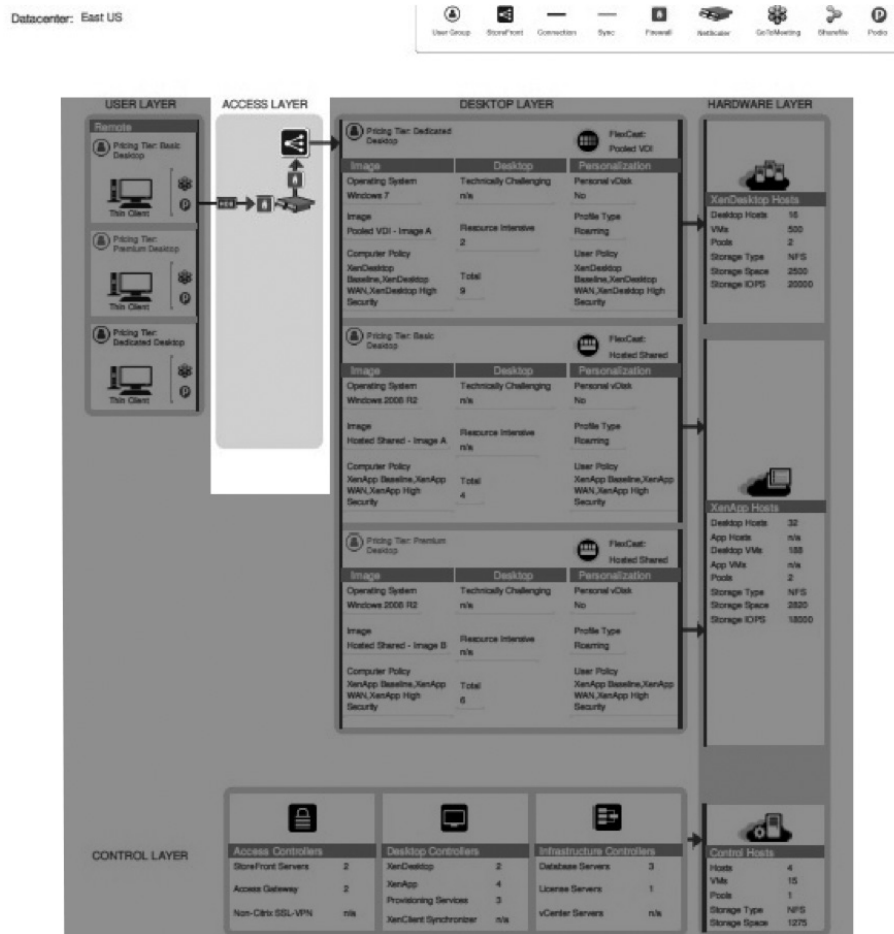 Datacenter: East US
User Group
StoreFront
Connection
Sync
Firewall
NetScaler
GoToMeeting
Sharefile
Podio
USER LAYER
ACCESS LAYER
DESKTOP LAYER
HARDWARE LAYER
Remote
Pricing Tier: Basic
Desktop
Thin Client
Pricing Tier:
Premium Desktop
Thin Client
Pricing Tier:
Dedicated Desktop
Thin Client
Pricing Tier: Dedicated
Desktop
FlexCast:
Pooled VDI
Image
Desktop
Personalization
Operating System
Technically Challenging
Personal vDisk
Windows 7
n/a
No
Image
Resource Intensive
Profile Type
Pooled VDI - Image A
2
Roaming
Computer Policy
User Policy
XenDesktop
Baseline,XenDesktop
WAN,XenDesktop High
Security
Total
9
XenDesktop
Baseline,XenDesktop
WAN,XenDesktop High
Security
Pricing Tier: Basic
Desktop
FlexCast:
Hosted Shared
Image
Desktop
Personalization
Operating System
Technically Challenging
Personal vDisk
Windows 2008 R2
n/a
No
Image
Resource Intensive
Profile Type
Hosted Shared - Image A
n/a
Roaming
Computer Policy
User Policy
XenApp Baseline,XenApp
WAN,XenApp High
Security
Total
4
XenApp Baseline,XenApp
WAN,XenApp High
Security
Pricing Tier: Premium
Desktop
FlexCast:
Hosted Shared
Image
Desktop
Personalization
Operating System
Technically Challenging
Personal vDisk
Windows 2008 R2
n/a
No
Image
Resource Intensive
Profile Type
Hosted Shared - Image B
n/a
Roaming
Computer Policy
User Policy
XenApp Baseline,XenApp
WAN,XenApp High
Security
Total
6
XenApp Baseline,XenApp
WAN,XenApp High
Security
XenDesktop Hosts
Desktop Hosts 16
VMs 500
Pools 2
Storage Type NFS
Storage Space 2500
Storage IOPS 20000
XenApp Hosts
Desktop Hosts 32
App Hosts n/a
Desktop VMs 188
App VMs n/a
Pools 2
Storage Type NFS
Storage Space 2820
Storage IOPS 18000
CONTROL LAYER
Access Controllers
StoreFront Servers 2
Access Gateway 2
Non-Citrix SSL-VPN n/a
Desktop Controllers
XenDesktop 2
XenApp 4
Provisioning Services 3
XenClient Synchronizer n/a
Infrastructure Controllers
Database Servers 3
License Servers 1
vCenter Servers n/a
Control Hosts
Hosts 4
VMs 15
Pools 1
Storage Type NFS
Storage Space 1275